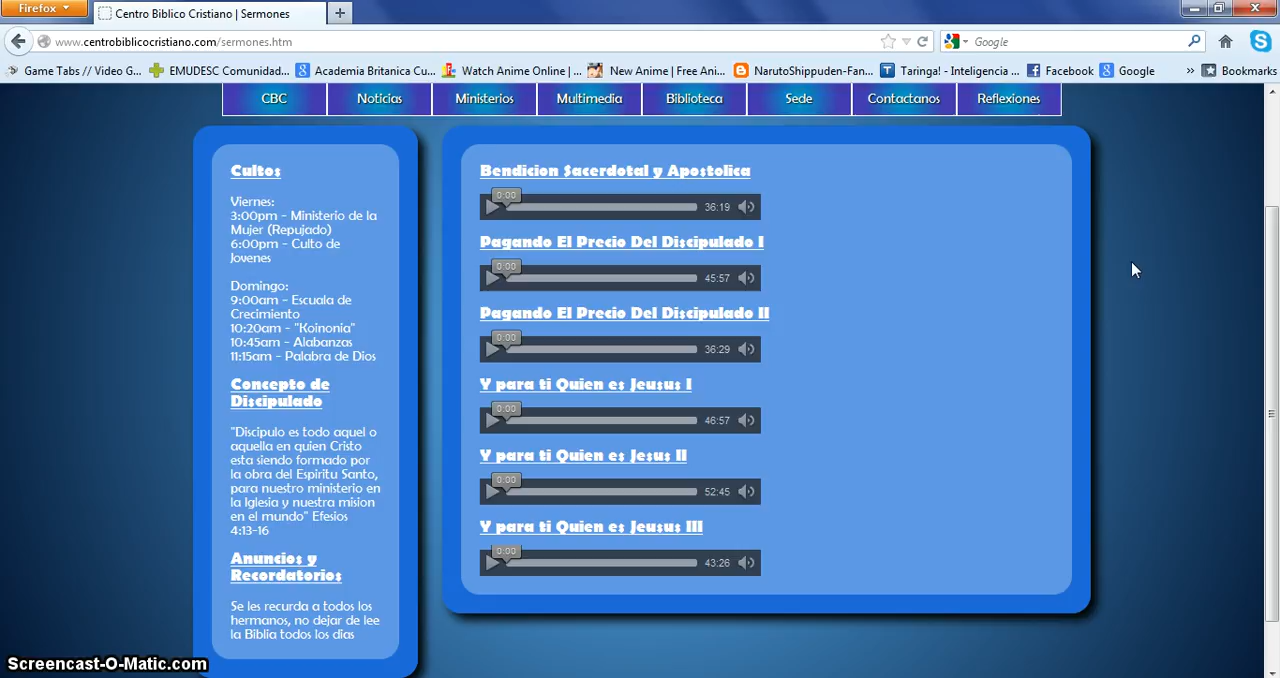 Firefox
Centro Biblico Cristiano | Sermones
www.centrobiblicocristiano.com/sermones.htm
Google
Game Tabs // Video G...
EMUDESC Comunidad...
Academia Britanica Cu...
Watch Anime Online | ...
New Anime | Free Ani...
NarutoShippuden-Fan...
Taringa! - Inteligencia ...
Facebook
Google
»
Bookmarks
CBC
Noticias
Ministerios
Multimedia
Biblioteca
Sede
Contactanos
Reflexiones
Cultos
Viernes:
3:00pm - Ministerio de la
Mujer (Repujado)
6:00pm - Culto de
Jovenes
Domingo:
9:00am - Escuala de
Crecimiento
10:20am - "Koinonia"
10:45am - Alabanzas
11:15am - Palabra de Dios
Concepto de
Discipulado
"Discipulo es todo aquel o
aquella en quien Cristo
esta siendo formado por
la obra del Espiritu Santo,
para nuestro ministerio en
la Iglesia y nuestra mision
en el mundo" Efesios
4:13-16
Anuncios y
Recordatorios
Se les recurda a todos los
hermanos, no dejar de lee
la Biblia todos los dias
Bendicion Sacerdotal y Apostolica
0:00
36:19
Pagando El Precio Del Discipulado I
0:00
45:57
Pagando El Precio Del Discipulado II
0:00
36:29
Y para ti Quien es Jeusus I
0:00
46:57
Y para ti Quien es Jesus II
0:00
52:45
Y para ti Quien es Jeusus III
0:00
43:26
Screencast-O-Matic.com